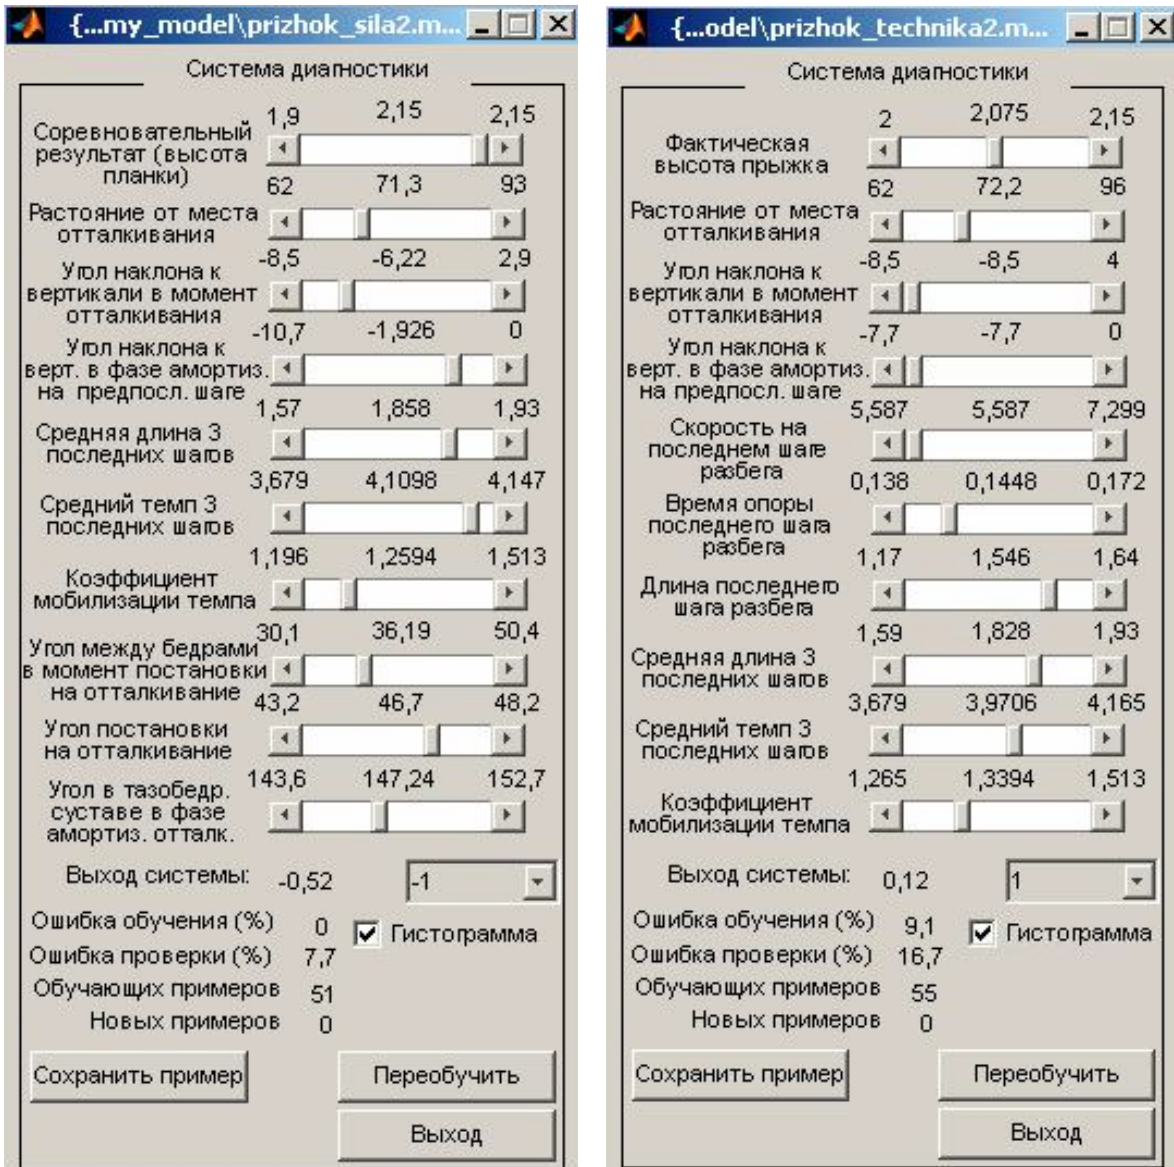 {...my_model\prizhok_sila2.m...
Система диагностики
1,9 2,15 2,15
Соревновательный
результат (высота
планки)
62 71,3 93
Растояние от места
отталкивания
-8,5 -6,22 2,9
Угол наклона к
вертикали в момент
отталкивания
-10,7 -1,926 0
Угол наклона к
верт. в фазе амортиз.
на предпосл. шаге
1,57 1,858 1,93
Средняя длина 3
последних шагов
3,679 4,1098 4,147
Средний темп 3
последних шагов
1,196 1,2594 1,513
Коэффициент
мобилизации темпа
30,1 36,19 50,4
Угол между бедрами
в момент постановки
на отталкивание
43,2 46,7 48,2
Угол постановки
на отталкивание
143,6 147,24 152,7
Угол в тазобедр.
суставе в фазе
амортиз. отталк.
Выход системы: -0,52 -1
Ошибка обучения (%) 0
Гистограмма
Ошибка проверки (%) 7,7
Обучающих примеров 51
Новых примеров 0
Сохранить пример Переобучить
Выход
{...odel\prizhok_technika2.m...
Система диагностики
2 2,075 2,15
Фактическая
высота прыжка
62 72,2 96
Растояние от места
отталкивания
-8,5 -8,5 4
Угол наклона к
вертикали в момент
отталкивания
-7,7 -7,7 0
Угол наклона к
верт. в фазе амортиз.
на предпосл. шаге
5,587 5,587 7,299
Скорость на
последнем шаге
разбега
0,138 0,1448 0,172
Время опоры
последнего шага
разбега
1,17 1,546 1,64
Длина последнего
шага разбега
1,59 1,828 1,93
Средняя длина 3
последних шагов
3,679 3,9706 4,165
Средний темп 3
последних шагов
1,265 1,3394 1,513
Коэффициент
мобилизации темпа
Выход системы: 0,12 1
Ошибка обучения (%) 9,1
Гистограмма
Ошибка проверки (%) 16,7
Обучающих примеров 55
Новых примеров 0
Сохранить пример Переобучить
Выход